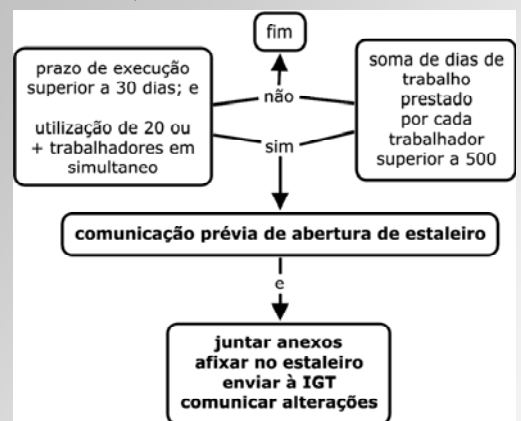 fim
prazo de execução
superior a 30 dias; e
utilização de 20 ou
+ trabalhadores em
simultaneo
soma de dias de
trabalho
prestado
por cada
trabalhador
superior a 500
não
sim
comunicação prévia de abertura de estaleiro
e
juntar anexos
afixar no estaleiro
enviar à IGT
comunicar alterações